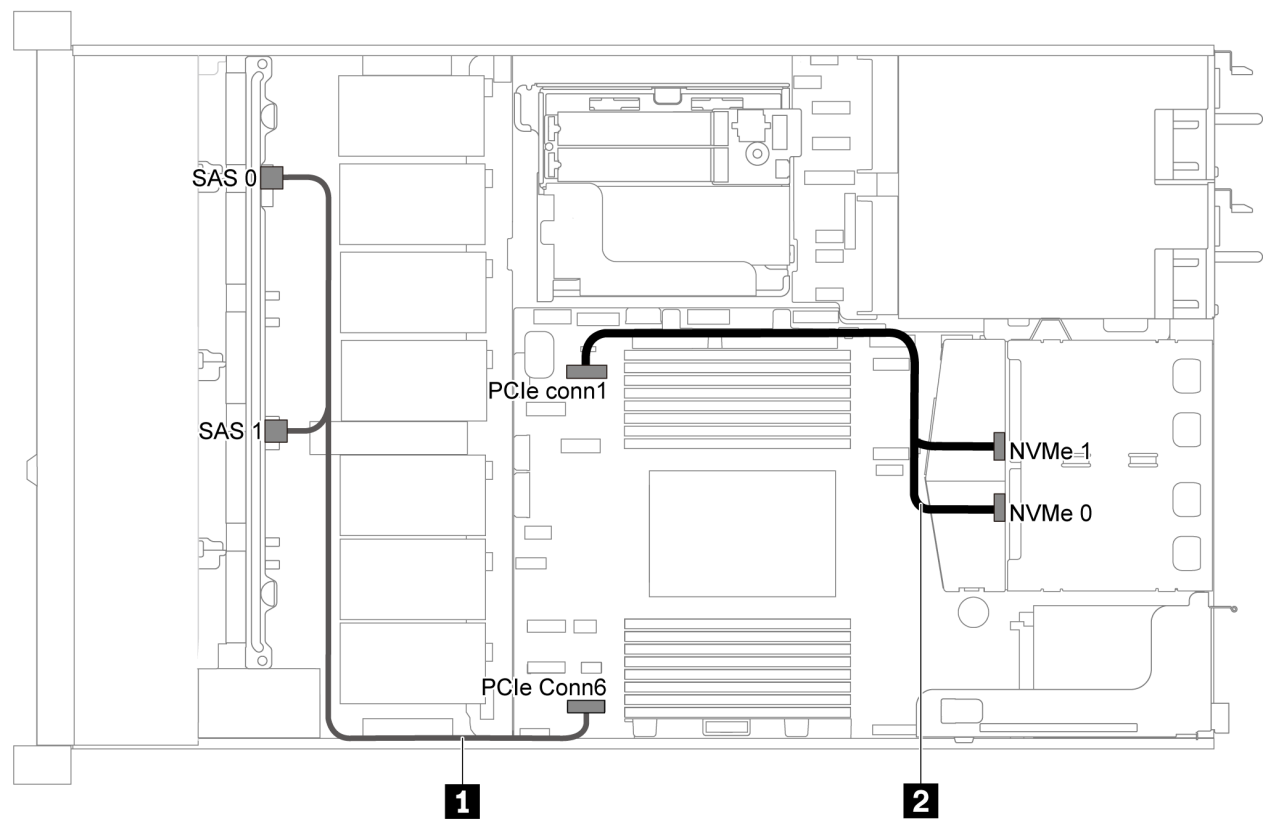 SAS 0
PCIe conn1
SAS 1
NVMe 1
NVMe 0
PCIe Conn6
1
2